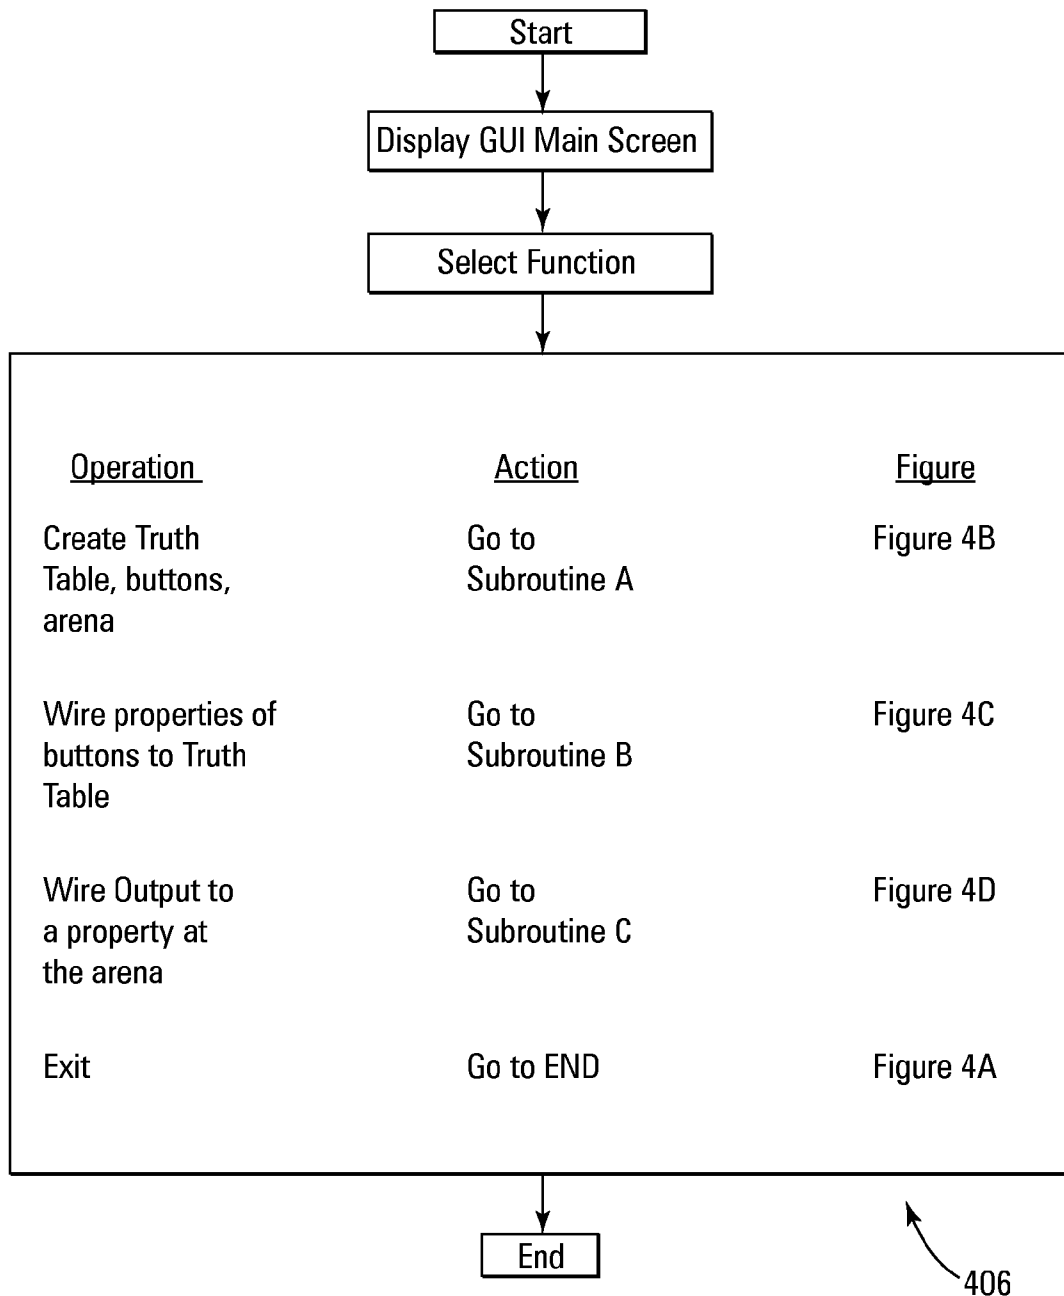 Start
Display GUI Main Screen
Select Function
Operation Action Figure
Create Truth Go to Figure 4B
Table, buttons, Subroutine A
arena
Wire properties of Go to Figure 4C
buttons to Truth Subroutine B
Table
Wire Output to Go to Figure 4D
a property at Subroutine C
the arena
Exit Go to END Figure 4A
End
406